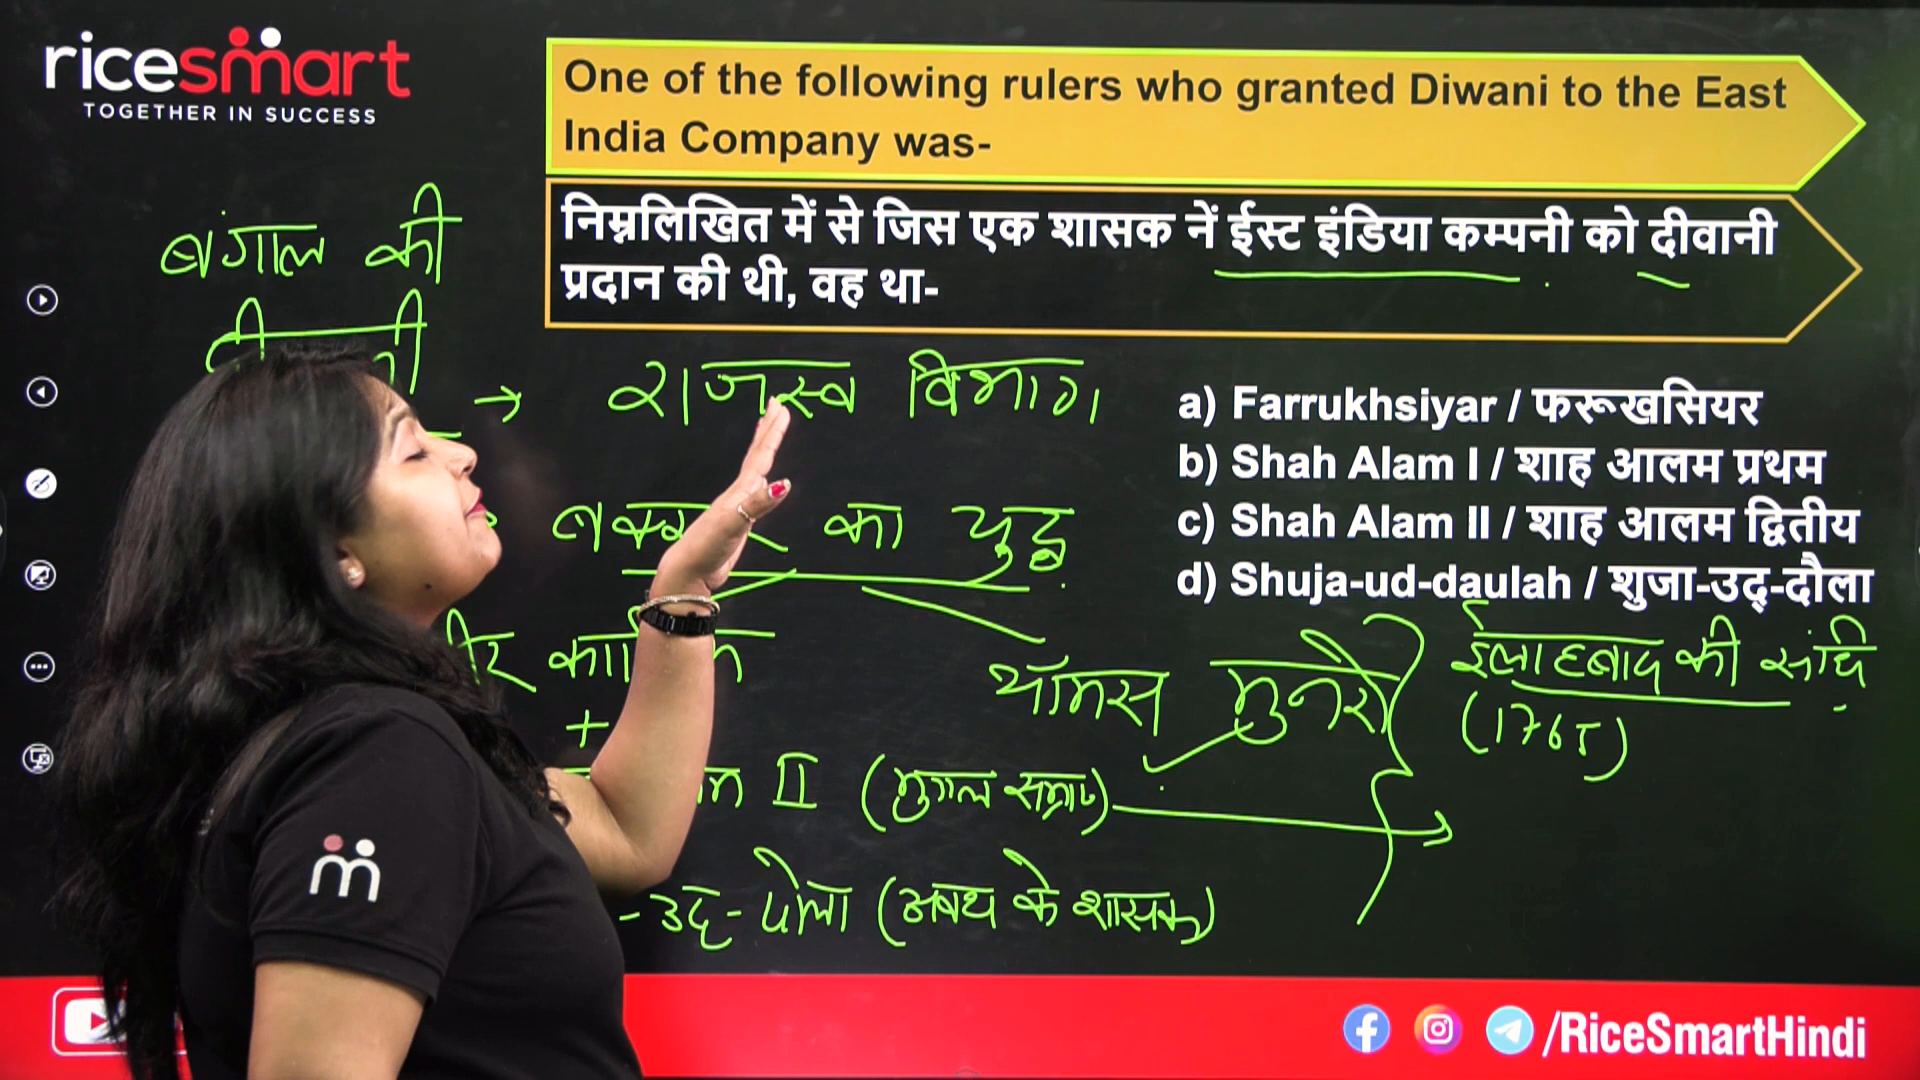 ricesmart
TOGETHER IN SUCCESS
One of the following rulers who granted Diwani to the East
India Company was-
निम्नलिखित में से जिस एक शासक नें ईस्ट इंडिया कम्पनी को दीवानी
प्रदान की थी, वह था-
a) Farrukhsiyar / फरूखसियर
b) Shah Alam I / शाह आलम प्रथम
c) Shah Alam II / शाह आलम द्वितीय
d) Shuja-ud-daulah / शुजा-उद्-दौला
बंगाल की
→ राजस्व विभाग
का युद्ध
+
थॉमस मुनरो
ईलाहबाद की संधि
(1765)
II (मुगल सम्राट)
-उद्-दौला (अवध के शासक)
/RiceSmartHindi